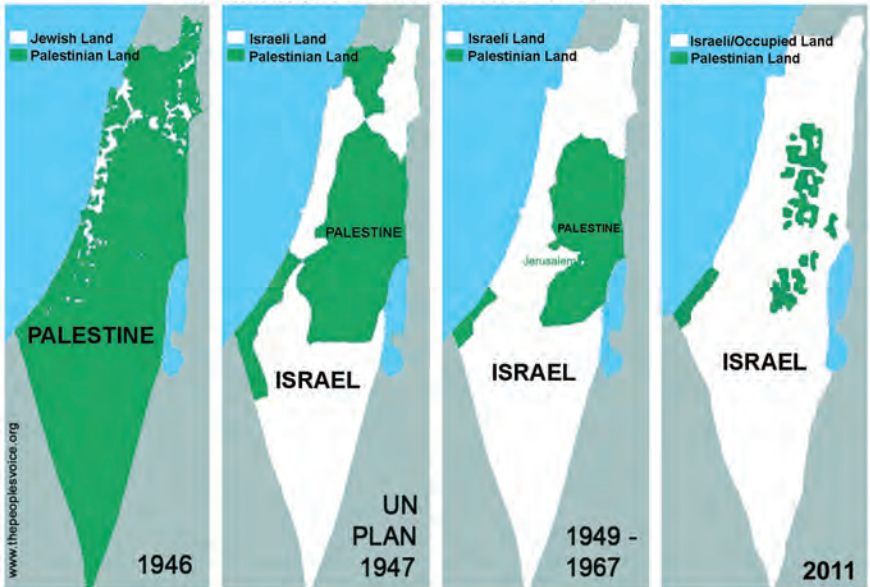 Jewish Land
Palestinian Land
PALESTINE
www.thepeoplesvoice.org
1946
Israeli Land
Palestinian Land
PALESTINE
ISRAEL
UN
PLAN
1947
Israeli Land
Palestinian Land
PALESTINE
Jerusalem
ISRAEL
1949 -
1967
Israeli/Occupied Land
Palestinian Land
ISRAEL
2011